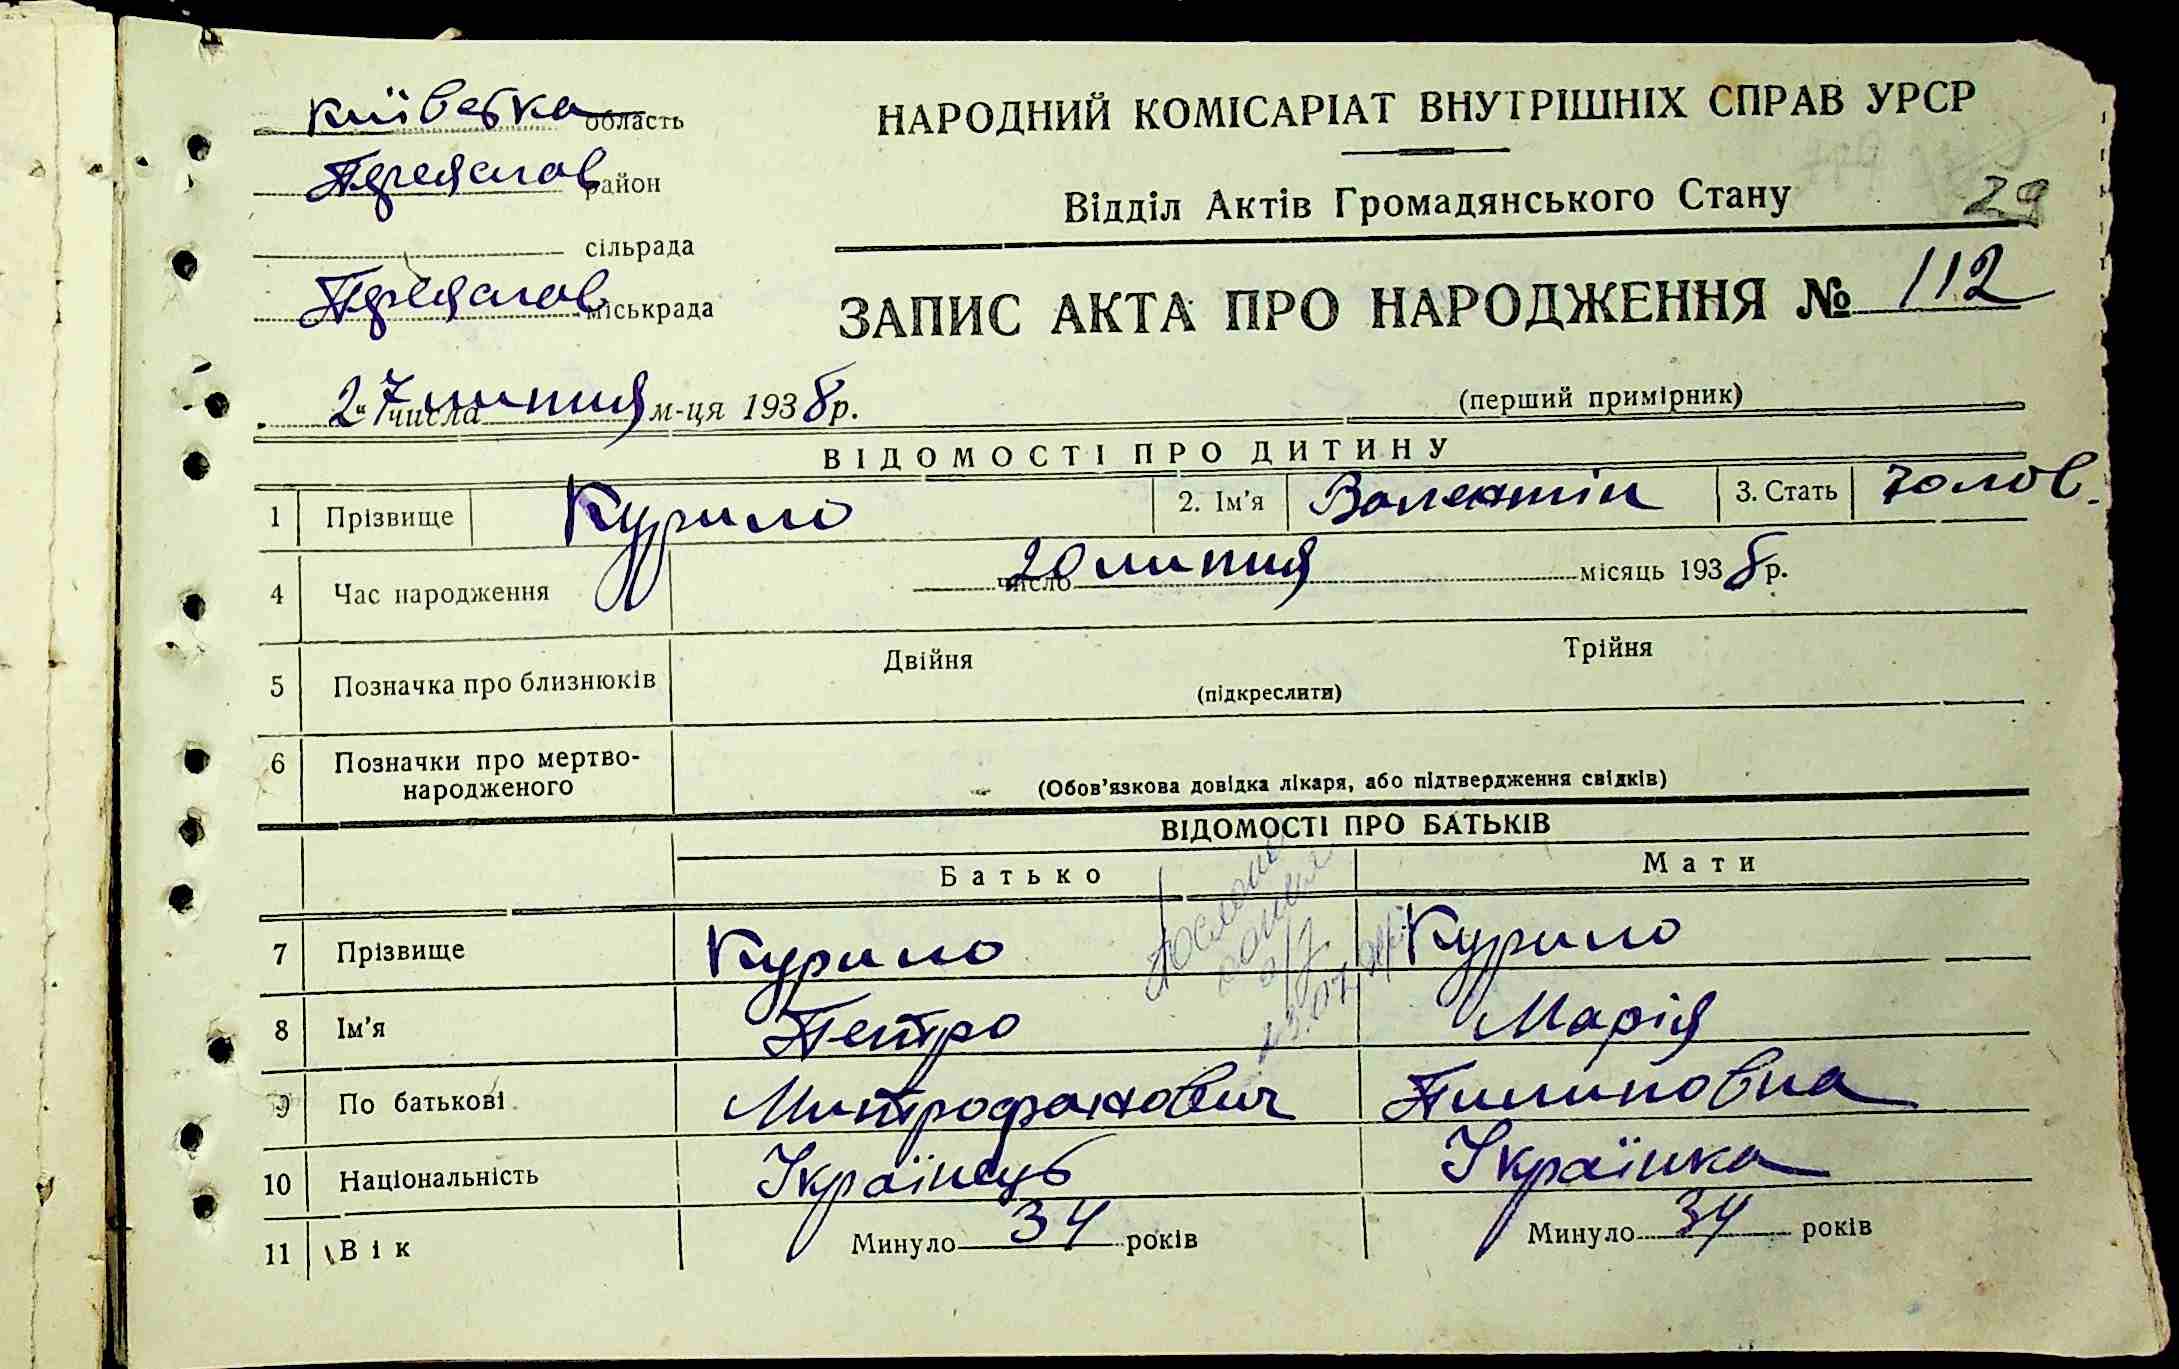 Київська область
Переяслав район
сільрада
Переяслав міськрада
НАРОДНИЙ КОМІСАРІАТ ВНУТРІШНІХ СПРАВ УРСР
Відділ Актів Громадянського Стану
29
ЗАПИС АКТА ПРО НАРОДЖЕННЯ № 112
„27" числа липня м-ця 1938 р.
(перший примірник)
ВІДОМОСТІ ПРО ДИТИНУ
1 Прізвище Курило 2. Ім'я Валентін 3. Стать Чолов.
4 Час народження 20 число липня місяць 1938 р.
5 Позначка про близнюків Двійня Трійня
(підкреслити)
6 Позначки про мертво-
народженого
(Обов'язкова довідка лікаря, або підтвердження свідків)
ВІДОМОСТІ ПРО БАТЬКІВ
Батько Мати
7 Прізвище Курило Курило
8 Ім'я Петро Марія
9 По батькові Митрофанович Пилиповна
10 Національність Українець Українка
11 Вік Минуло 34 років Минуло 34 років